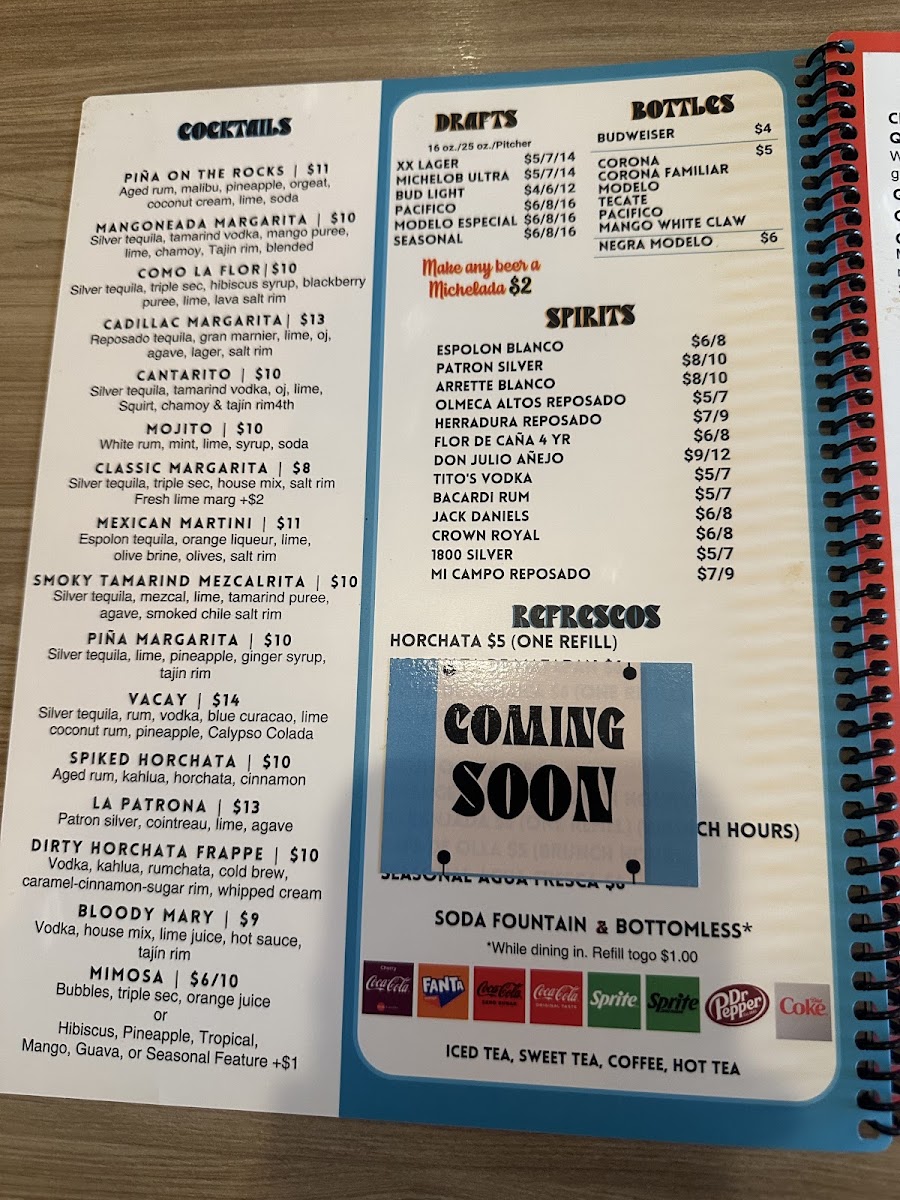 COCKTAILS
PIÑA ON THE ROCKS | $11
Aged rum, malibu, pineapple, orgeat,
coconut cream, lime, soda
MANGONEADA MARGARITA | $10
Silver tequila, tamarind vodka, mango puree,
lime, chamoy, Tajin rim, blended
COMO LA FLOR| $10
Silver tequila, triple sec, hibiscus syrup, blackberry
puree, lime, lava salt rim
CADILLAC MARGARITA| $13
Reposado tequila, gran marnier, lime, oj,
agave, lager, salt rim
CANTARITO | $10
Silver tequila, tamarind vodka, oj, lime,
Squirt, chamoy & tajín rim4th
MOJITO | $10
White rum, mint, lime, syrup, soda
CLASSIC MARGARITA | $8
Silver tequila, triple sec, house mix, salt rim
Fresh lime marg +$2
MEXICAN MARTINI | $11
Espolon tequila, orange liqueur, lime,
olive brine, olives, salt rim
SMOKY TAMARIND MEZCALRITA | $10
Silver tequila, mezcal, lime, tamarind puree,
agave, smoked chile salt rim
PIÑA MARGARITA | $10
Silver tequila, lime, pineapple, ginger syrup,
tajin rim
VACAY | $14
Silver tequila, rum, vodka, blue curacao, lime
coconut rum, pineapple, Calypso Colada
SPIKED HORCHATA | $10
Aged rum, kahlua, horchata, cinnamon
LA PATRONA | $13
Patron silver, cointreau, lime, agave
DIRTY HORCHATA FRAPPE | $10
Vodka, kahlua, rumchata, cold brew,
caramel-cinnamon-sugar rim, whipped cream
BLOODY MARY | $9
Vodka, house mix, lime juice, hot sauce,
tajín rim
MIMOSA | $6/10
Bubbles, triple sec, orange juice
or
Hibiscus, Pineapple, Tropical,
Mango, Guava, or Seasonal Feature +$1
DRAFTS
16 oz./25 oz./Pitcher
XX LAGER $5/7/14
MICHELOB ULTRA $5/7/14
BUD LIGHT $4/6/12
PACIFICO $6/8/16
MODELO ESPECIAL $6/8/16
SEASONAL $6/8/16
Make any beer a
Michelada $2
BOTTLES
BUDWEISER $4
CORONA $5
CORONA FAMILIAR
MODELO
TECATE
PACIFICO
MANGO WHITE CLAW
NEGRA MODELO $6
SPIRITS
ESPOLON BLANCO $6/8
PATRON SILVER $8/10
ARRETTE BLANCO $8/10
OLMECA ALTOS REPOSADO $5/7
HERRADURA REPOSADO $7/9
FLOR DE CAÑA 4 YR $6/8
DON JULIO AÑEJO $9/12
TITO'S VODKA $5/7
BACARDI RUM $5/7
JACK DANIELS $6/8
CROWN ROYAL $6/8
1800 SILVER $5/7
MI CAMPO REPOSADO $7/9
REFRESCOS
HORCHATA $5 (ONE REFILL)
COMING
SOON
CH HOURS)
SEASONAL AGUA FRESCA $6
SODA FOUNTAIN & BOTTOMLESS*
*While dining in. Refill togo $1.00
Cherry Coca-Cola
FANTA
Coca-Cola ZERO SUGAR
Coca-Cola ORIGINAL TASTE
Sprite
Sprite
Dr Pepper
Diet Coke
ICED TEA, SWEET TEA, COFFEE, HOT TEA